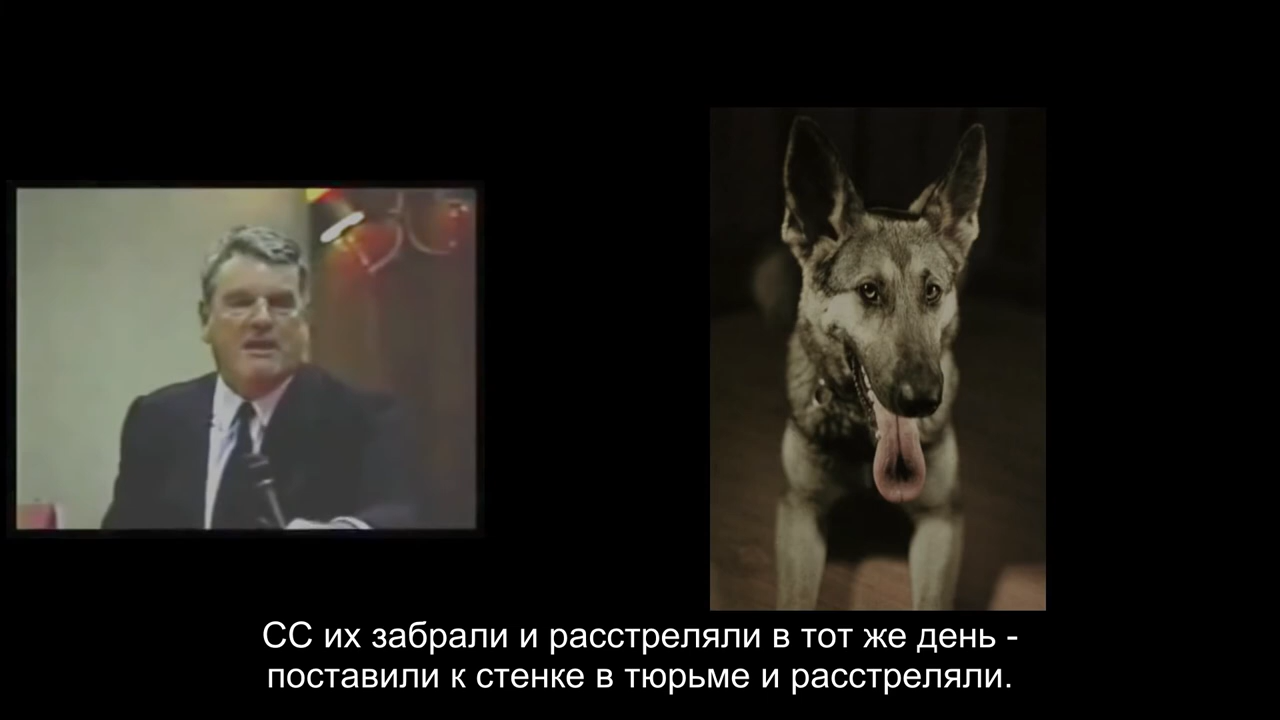 СС их забрали и расстреляли в тот же день -
поставили к стенке в тюрьме и расстреляли.